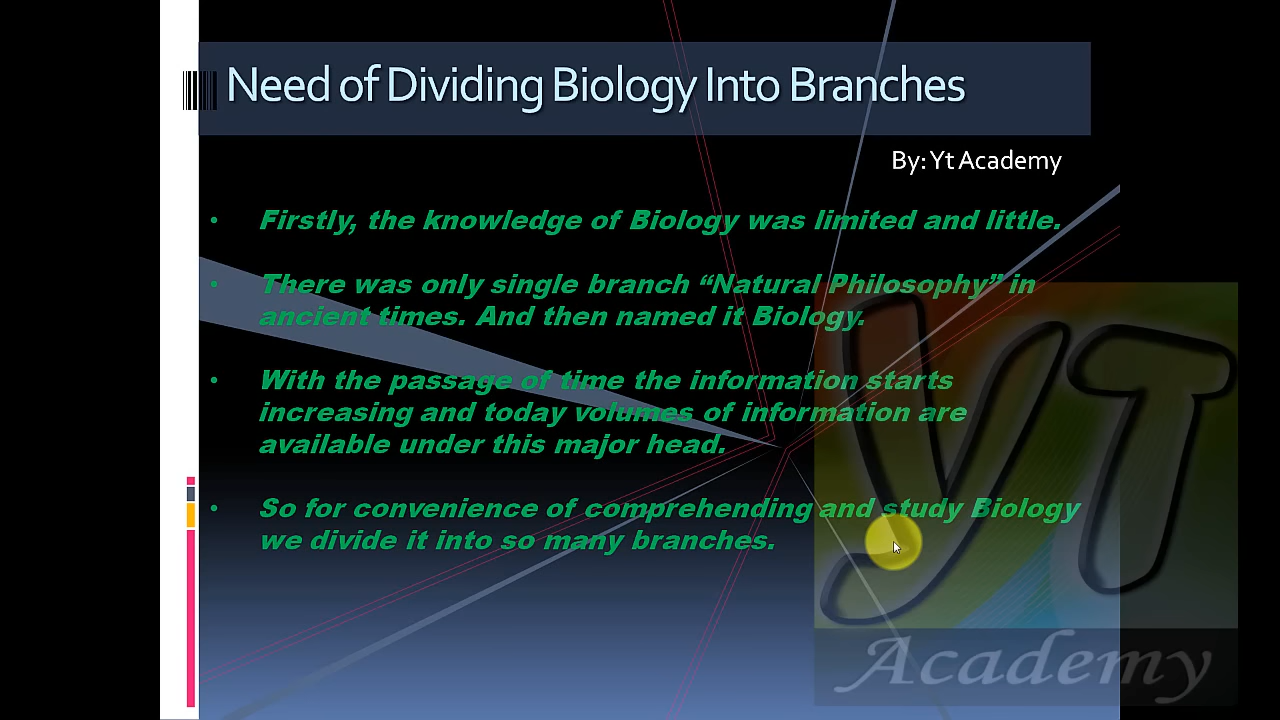 Need of Dividing Biology Into Branches
By: Yt Academy
• Firstly, the knowledge of Biology was limited and little.
• There was only single branch “Natural Philosophy” in
ancient times. And then named it Biology.
• With the passage of time the information starts
increasing and today volumes of information are
available under this major head.
• So for convenience of comprehending and study Biology
we divide it into so many branches.
YT
Academy